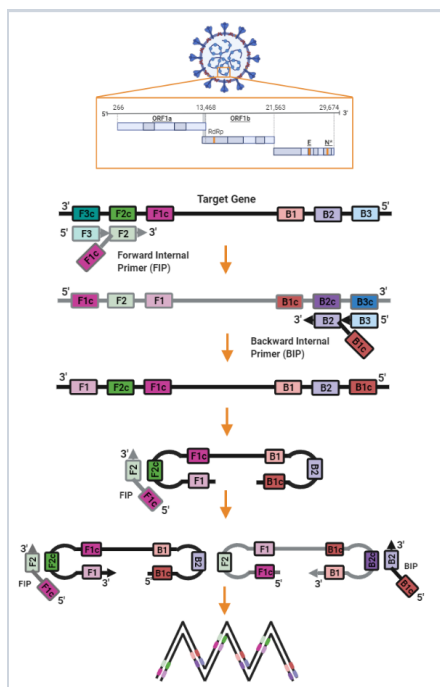 266 13,468 21,563 29,674
5' ORF1a ORF1b 3'
RdRp E N*
Target Gene
3' 5'
F3c F2c F1c B1 B2 B3
5' F3 F2 3'
F1c
Forward Internal
Primer (FIP)
F1c F2 F1 B1c B2c B3c
3' B2 B3 5'
B1c
Backward Internal
Primer (BIP)
3' 5'
F1 F2c F1c B1 B2 B1c
3'
F2 F2c F1c B1 B2
F1 B1c
FIP F1c
5'
3' F1c B1 F1 B1c 3'
F2 F2c B2 F2 B2c B2 BIP
FIP F1 3' 5' B1c F1c B1
F1c 5' 5' B1c
5'